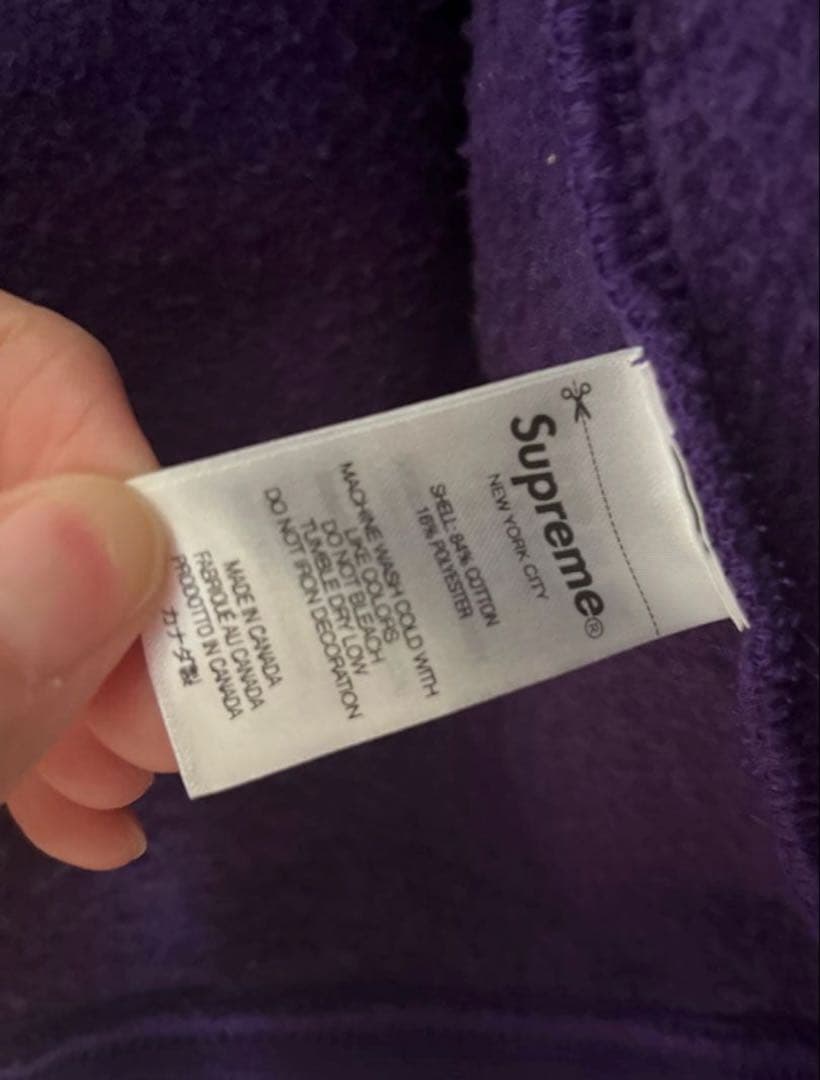 Supreme®
NEW YORK CITY
SHELL: 84% COTTON
16% POLYESTER
MACHINE WASH COLD WITH
LIKE COLORS
DO NOT BLEACH
TUMBLE DRY LOW
DO NOT IRON DECORATION
MADE IN CANADA
FABRIQUÉ AU CANADA
PRODOTTO IN CANADA
カナダ製